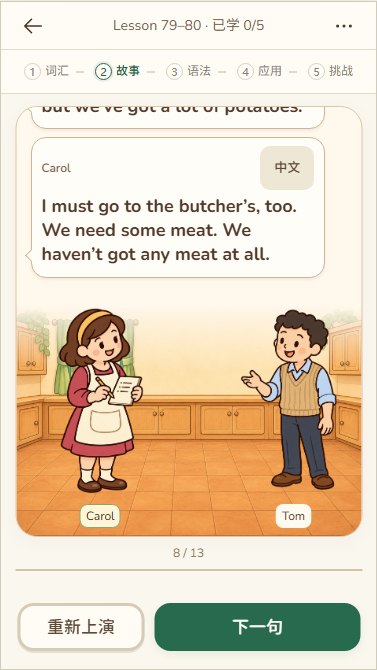 Lesson 79–80 · 已学 0/5
1 词汇 – 2 故事 – 3 语法 – 4 应用 – 5 挑战
but we’ve got a lot of potatoes.
Carol
中文
I must go to the butcher’s, too.
We need some meat. We
haven’t got any meat at all.
Carol
Tom
8 / 13
重新上演
下一句